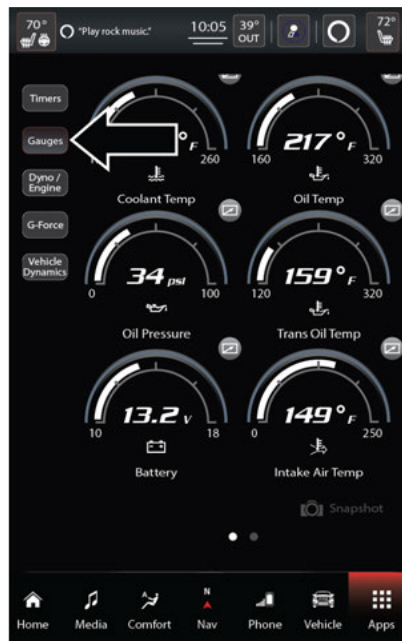 70° "Play rock music." 10:05 39° OUT 72°
Timers
Gauges
Dyno / Engine
G-Force
Vehicle Dynamics
°F
260
Coolant Temp
217°F
160 320
Oil Temp
34 psi
0 100
Oil Pressure
159°F
120 320
Trans Oil Temp
13.2 V
10 18
Battery
149°F
0 250
Intake Air Temp
Snapshot
N
Home Media Comfort Nav Phone Vehicle Apps